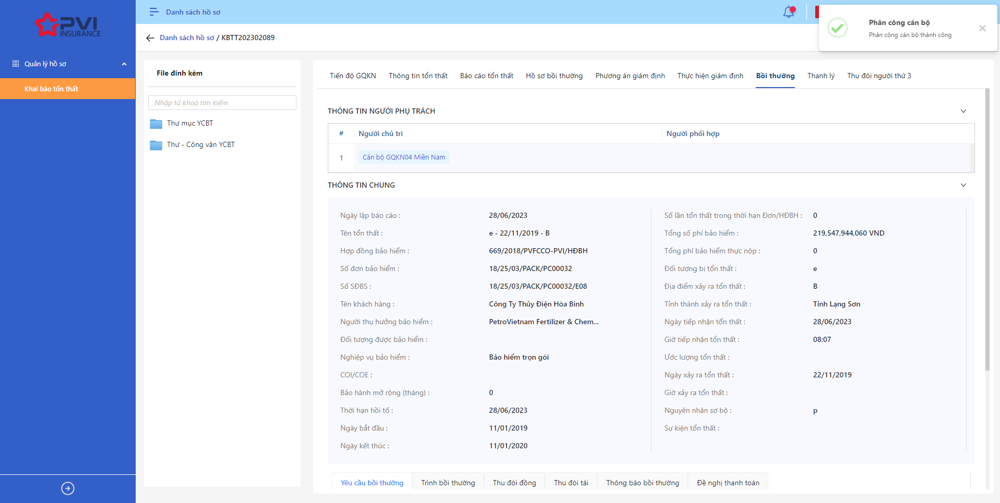 PVI
INSURANCE
Quản lý hồ sơ
Khai báo tổn thất
Danh sách hồ sơ
Danh sách hồ sơ / KBTT202302089
Phân công cán bộ
Phân công cán bộ thành công
File đính kèm
Nhập từ khoá tìm kiếm
Thư mục YCBT
Thư - Công văn YCBT
Tiến độ GQKN Thông tin tổn thất Báo cáo tổn thất Hồ sơ bồi thường Phương án giám định Thực hiện giám định Bồi thường Thanh lý Thu đòi người thứ 3
THÔNG TIN NGƯỜI PHỤ TRÁCH
# Người chủ trì Người phối hợp
1 Cán bộ GQKN04 Miền Nam
THÔNG TIN CHUNG
Ngày lập báo cáo : 28/06/2023
Tên tổn thất : e - 22/11/2019 - B
Hợp đồng bảo hiểm : 669/2018/PVFCCO-PVI/HĐBH
Số đơn bảo hiểm : 18/25/03/PACK/PC00032
Số SĐBS : 18/25/03/PACK/PC00032/E08
Tên khách hàng : Công Ty Thủy Điện Hòa Bình
Người thụ hưởng bảo hiểm : PetroVietnam Fertilizer & Chem...
Đối tượng được bảo hiểm :
Nghiệp vụ bảo hiểm : Bảo hiểm trọn gói
COI/COE :
Bảo hành mở rộng (tháng) : 0
Thời hạn hồi tố : 28/06/2023
Ngày bắt đầu : 11/01/2019
Ngày kết thúc : 11/01/2020
Số lần tổn thất trong thời hạn Đơn/HĐBH : 0
Tổng số phí bảo hiểm : 219,547,944,060 VND
Tổng phí bảo hiểm thực nộp : 0
Đối tượng bị tổn thất : e
Địa điểm xảy ra tổn thất : B
Tỉnh thành xảy ra tổn thất : Tỉnh Lạng Sơn
Ngày tiếp nhận tổn thất : 28/06/2023
Giờ tiếp nhận tổn thất : 08:07
Ước lượng tổn thất :
Ngày xảy ra tổn thất : 22/11/2019
Giờ xảy ra tổn thất :
Nguyên nhân sơ bộ : p
Sự kiện tổn thất :
Yêu cầu bồi thường Trình bồi thường Thu đòi đồng Thu đòi tái Thông báo bồi thường Đề nghị thanh toán